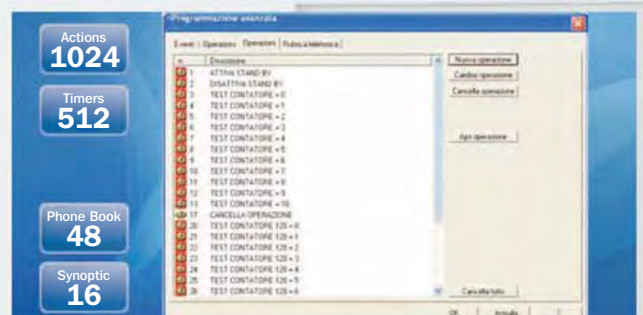 Actions
1024
Timers
512
Phone Book
48
Synoptic
16
Programmazione avanzata
Eventi
Operazioni
Rubrica telefonica
n.
Descrizione
1 ATTIVA STAND BY
2 DISATTIVA STAND BY
3 TEST CONTATORE = 0
4 TEST CONTATORE = 1
5 TEST CONTATORE = 2
6 TEST CONTATORE = 3
7 TEST CONTATORE = 4
8 TEST CONTATORE = 5
9 TEST CONTATORE = 6
10 TEST CONTATORE = 7
11 TEST CONTATORE = 8
12 TEST CONTATORE = 9
13 TEST CONTATORE = 10
17 CANCELLA OPERAZIONE
20 TEST CONTATORE 128 = 0
21 TEST CONTATORE 128 = 1
22 TEST CONTATORE 128 = 2
23 TEST CONTATORE 128 = 3
24 TEST CONTATORE 128 = 4
25 TEST CONTATORE 128 = 5
26 TEST CONTATORE 128 = 6
Nuova operazione
Cambia operazione
Cancella operazione
Apri operazione
Cancella tutto
OK
Annulla
?